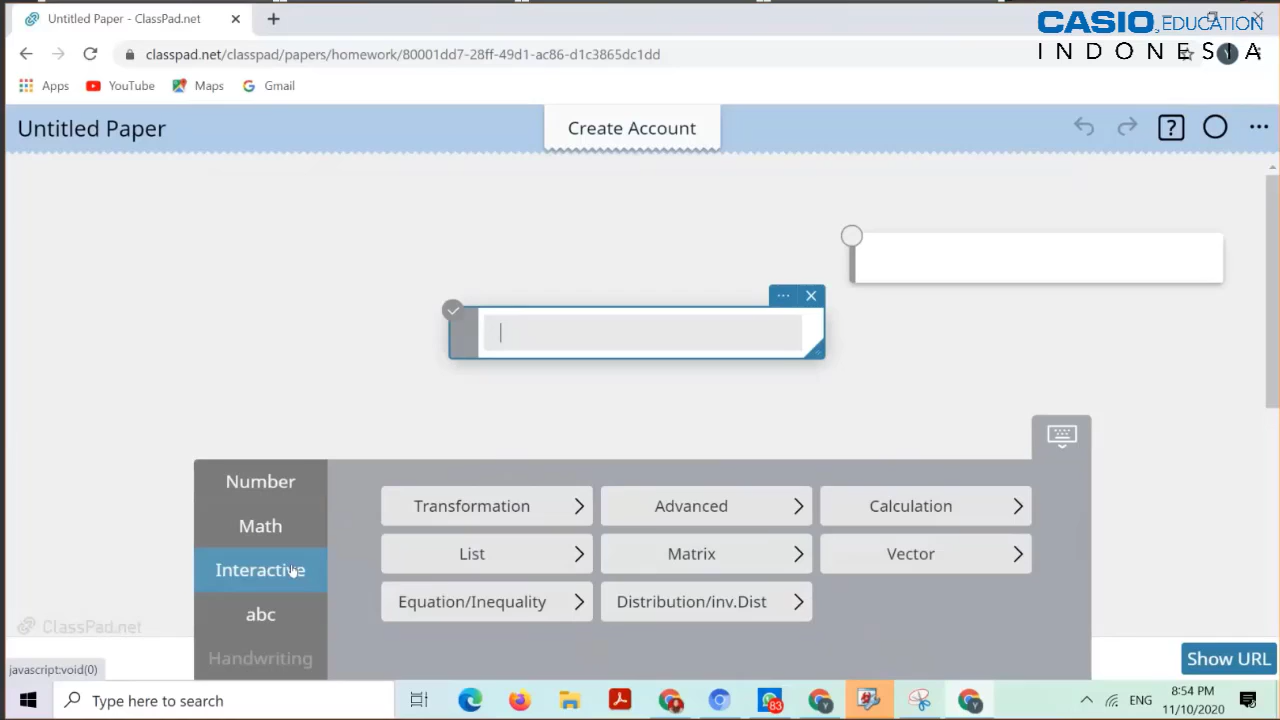 Untitled Paper - ClassPad.net
CASIO EDUCATION
INDONESIA
classpad.net/classpad/papers/homework/80001dd7-28ff-49d1-ac86-d1c3865dc1dd
Apps YouTube Maps Gmail
Untitled Paper
Create Account
?
Number
Math
Interactive
abc
Handwriting
Transformation Advanced Calculation
List Matrix Vector
Equation/Inequality Distribution/inv.Dist
ClassPad.net
Show URL
javascript:void(0)
Type here to search
83
ENG
8:54 PM
11/10/2020